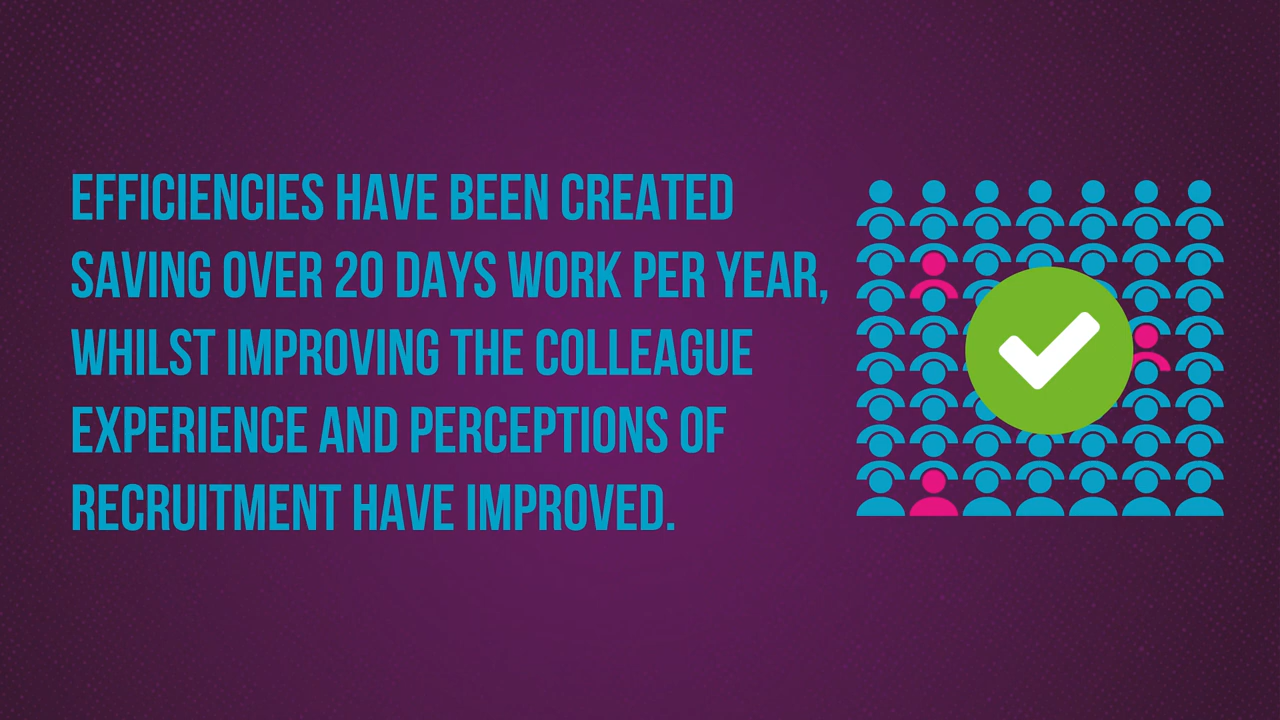 EFFICIENCIES HAVE BEEN CREATED
SAVING OVER 20 DAYS WORK PER YEAR,
WHILST IMPROVING THE COLLEAGUE
EXPERIENCE AND PERCEPTIONS OF
RECRUITMENT HAVE IMPROVED.